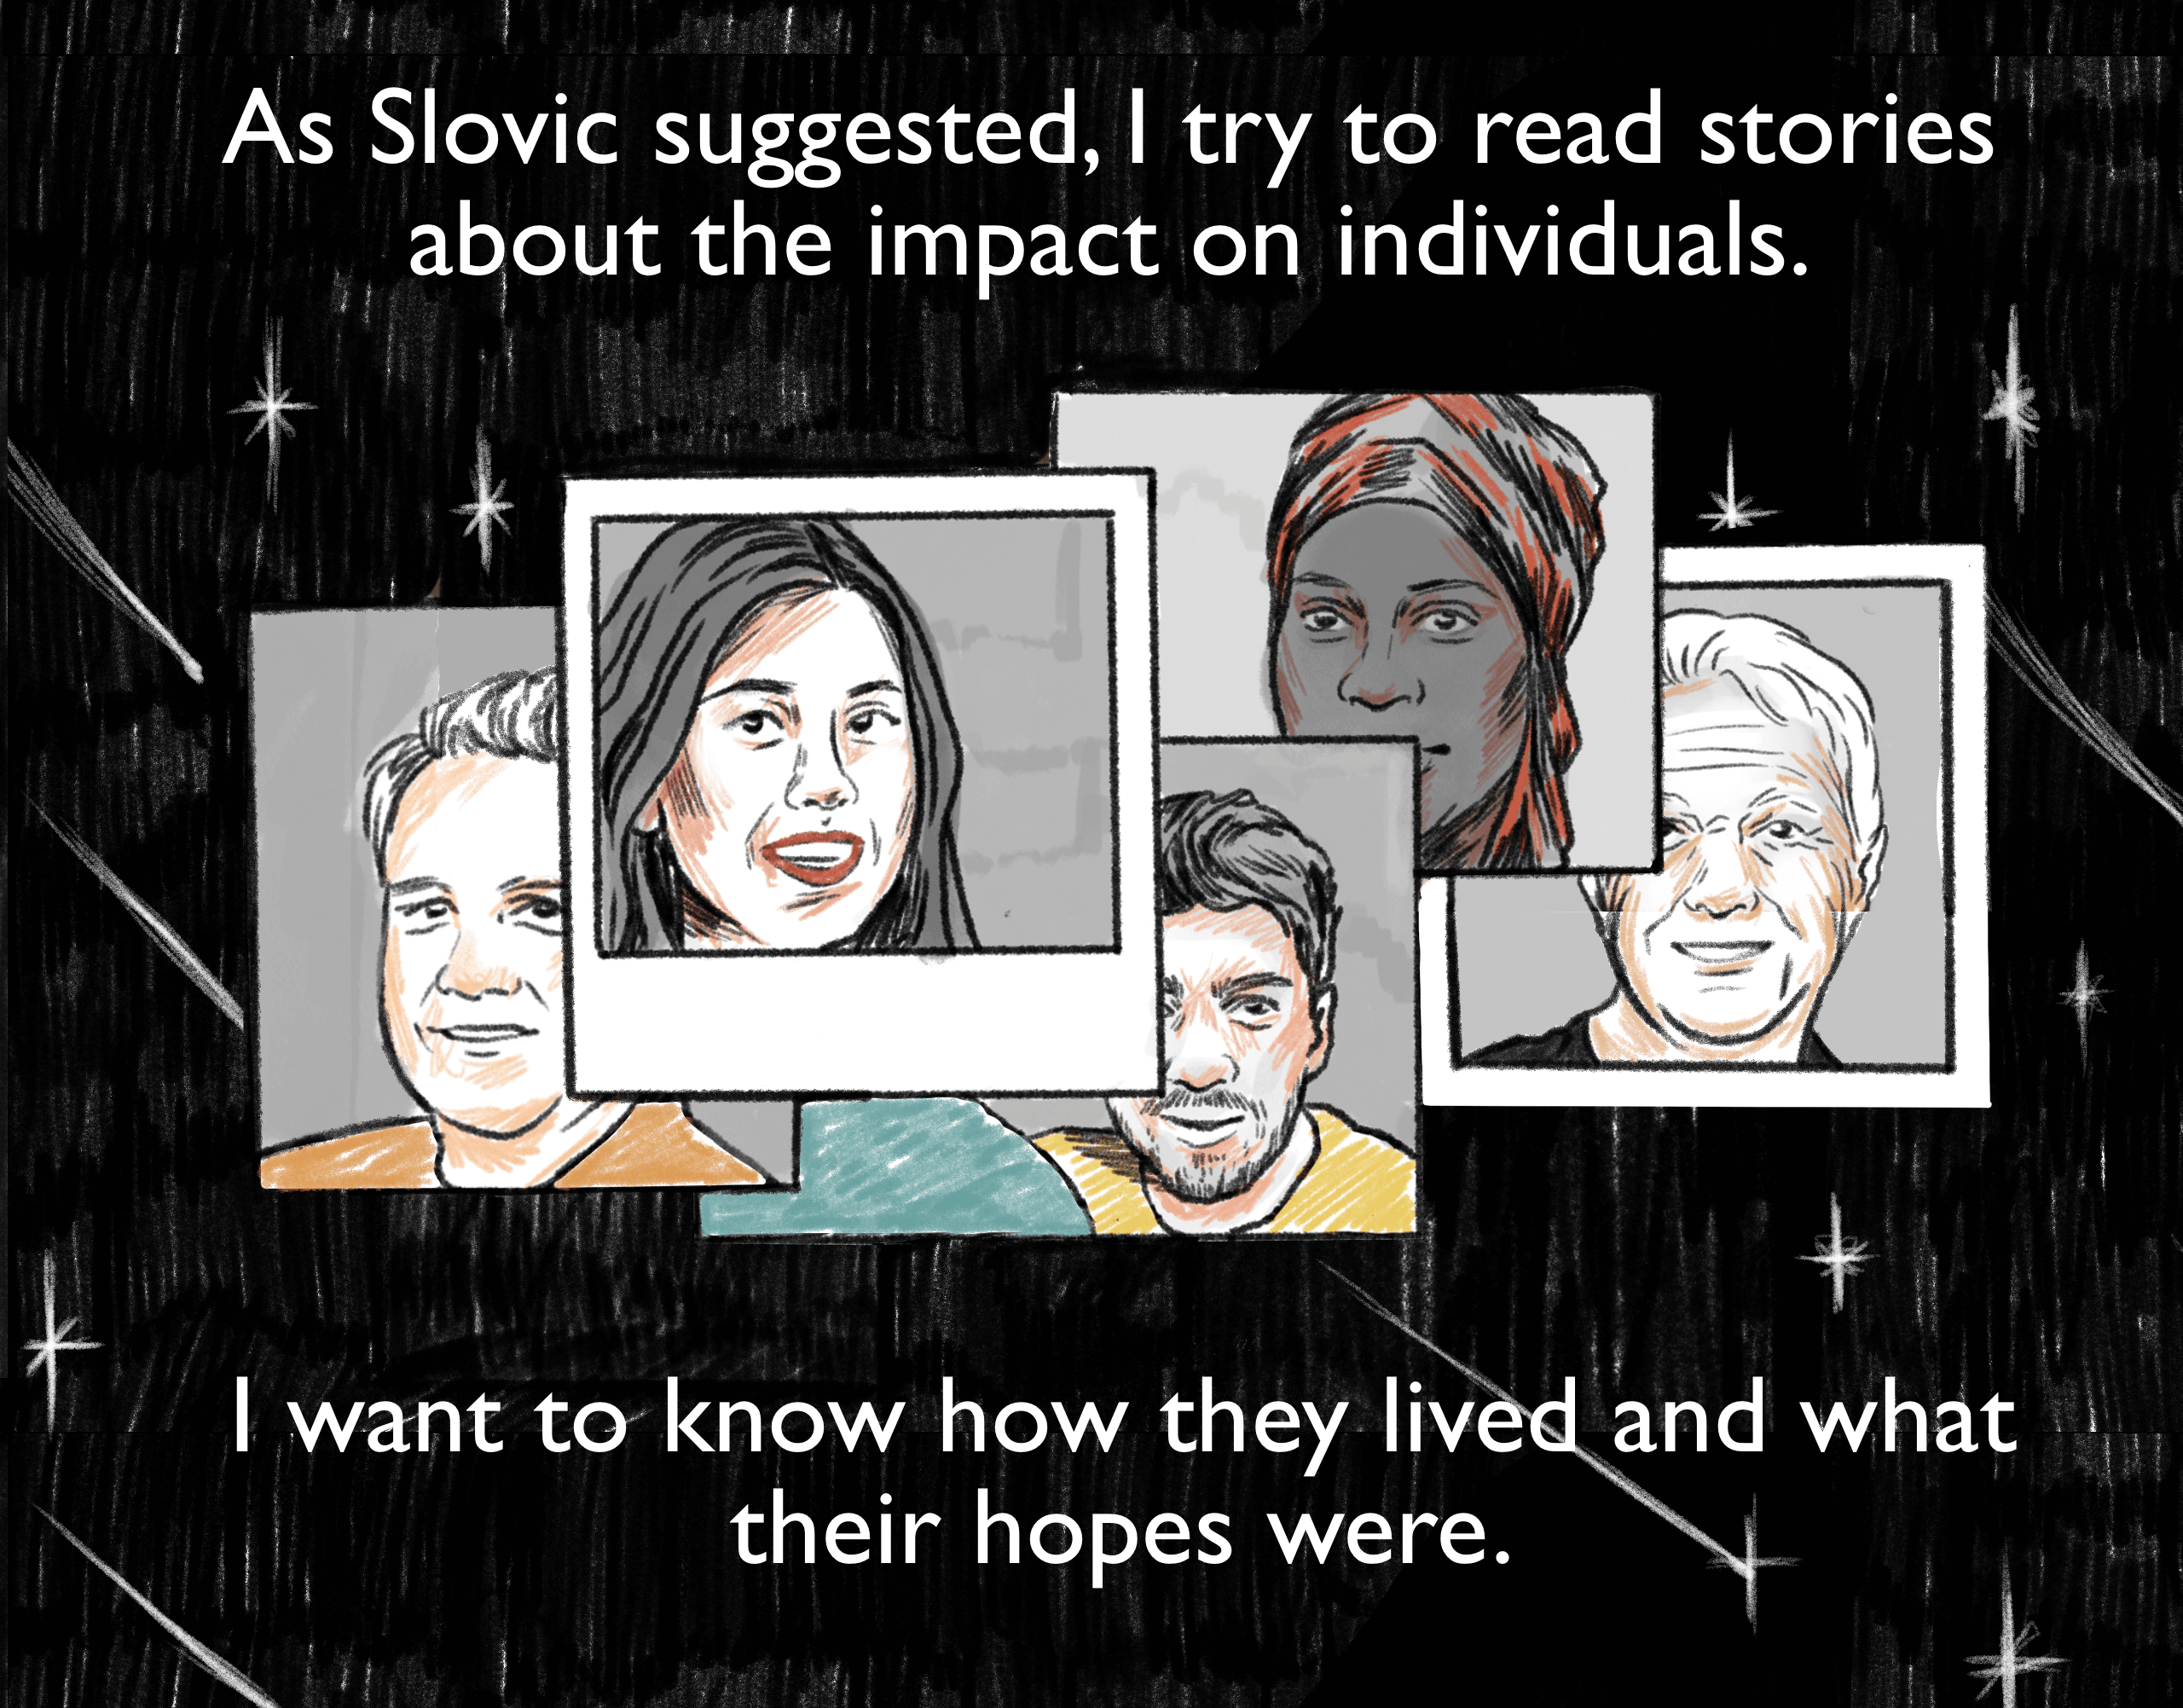 As Slovic suggested, I try to read stories
about the impact on individuals.
I want to know how they lived and what
their hopes were.